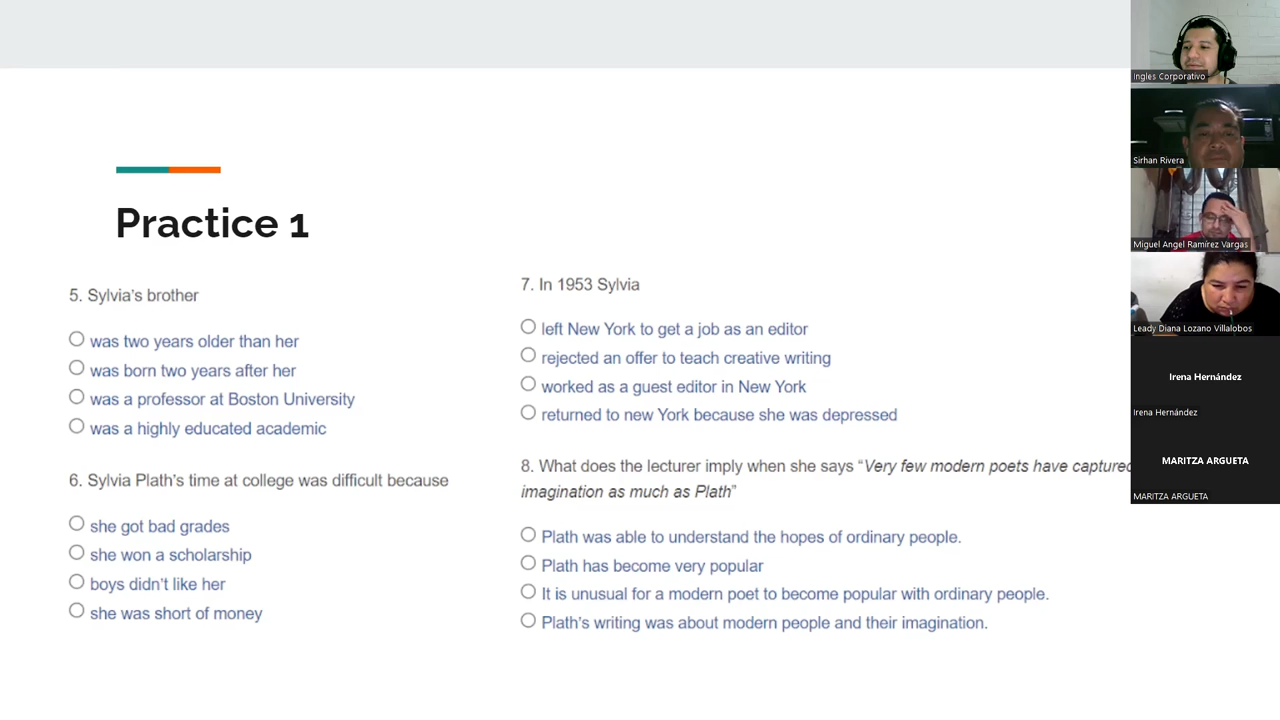 Practice 1
5. Sylvia's brother
was two years older than her
was born two years after her
was a professor at Boston University
was a highly educated academic
6. Sylvia Plath's time at college was difficult because
she got bad grades
she won a scholarship
boys didn't like her
she was short of money
7. In 1953 Sylvia
left New York to get a job as an editor
rejected an offer to teach creative writing
worked as a guest editor in New York
returned to new York because she was depressed
8. What does the lecturer imply when she says “Very few modern poets have captured
imagination as much as Plath”
Plath was able to understand the hopes of ordinary people.
Plath has become very popular
It is unusual for a modern poet to become popular with ordinary people.
Plath's writing was about modern people and their imagination.
Ingles Corporativo
Sirhan Rivera
Miguel Angel Ramírez Vargas
Leady Diana Lozano Villalobos
Irena Hernández
Irena Hernández
MARITZA ARGUETA
MARITZA ARGUETA